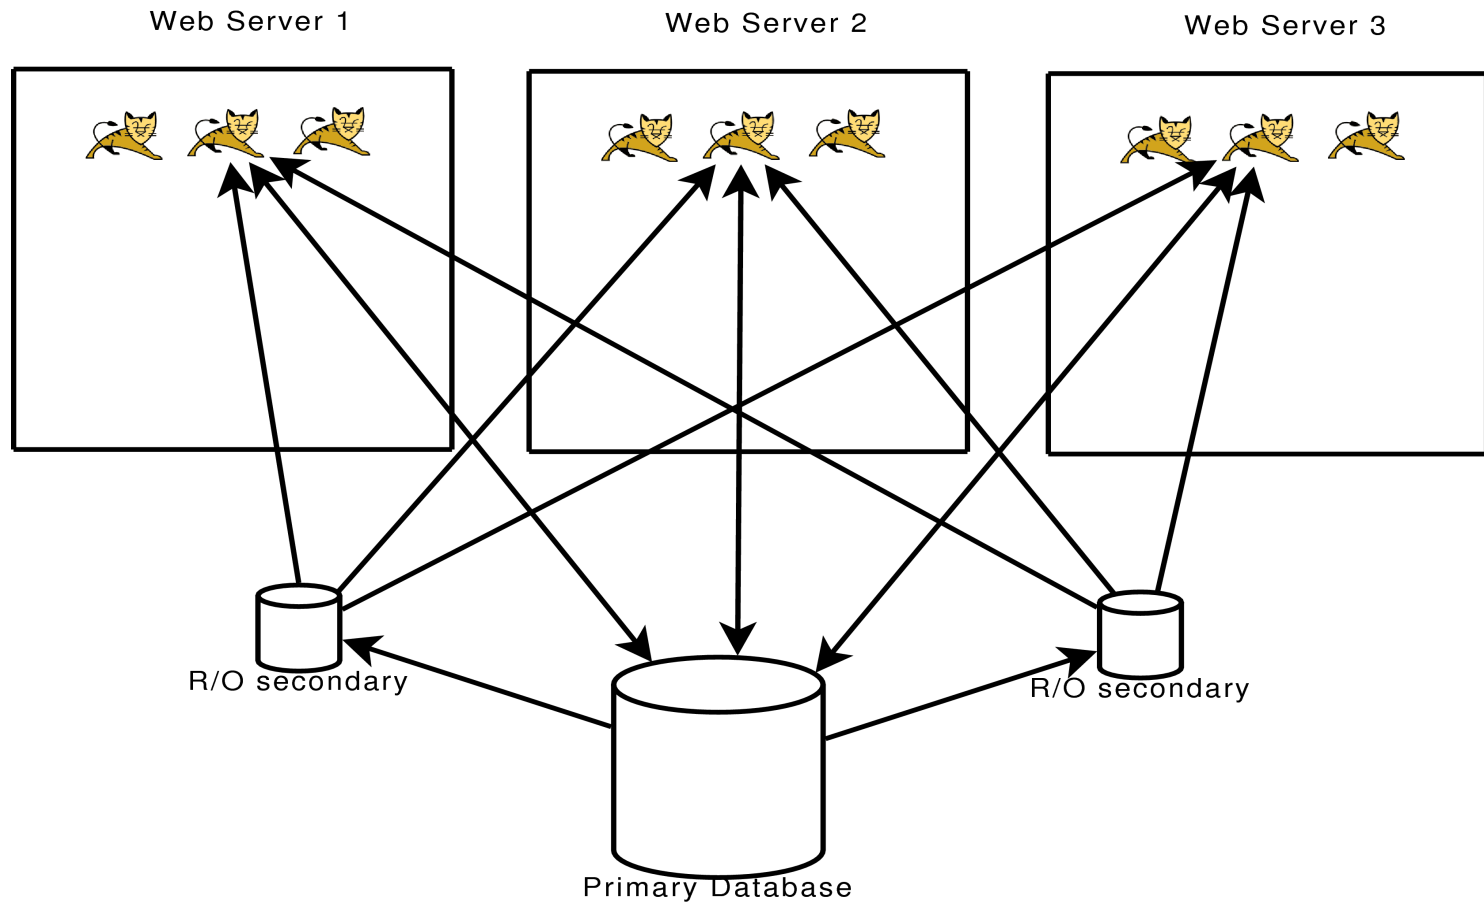 Web Server 1
Web Server 2
Web Server 3
R/O secondary
R/O secondary
Primary Database